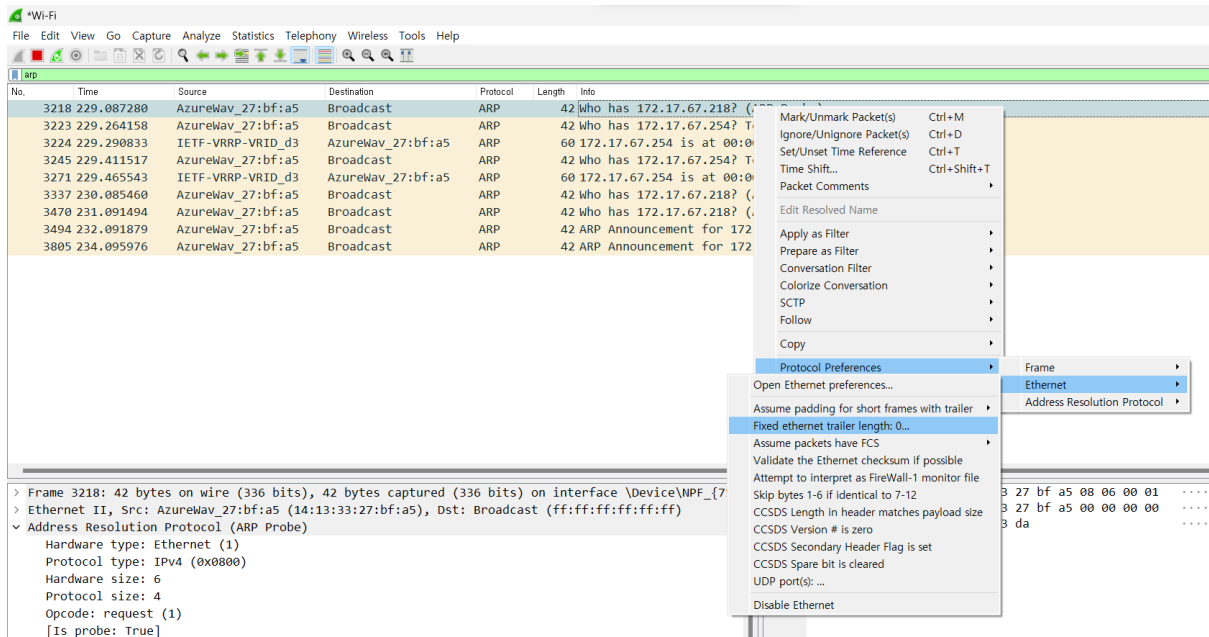 *Wi-Fi
File Edit View Go Capture Analyze Statistics Telephony Wireless Tools Help
arp
No. Time Source Destination Protocol Length Info
3218 229.087280 AzureWav_27:bf:a5 Broadcast ARP 42 Who has 172.17.67.218? (ARP Probe)
3223 229.264158 AzureWav_27:bf:a5 Broadcast ARP 42 Who has 172.17.67.254? T
3224 229.290833 IETF-VRRP-VRID_d3 AzureWav_27:bf:a5 ARP 60 172.17.67.254 is at 00:0
3245 229.411517 AzureWav_27:bf:a5 Broadcast ARP 42 Who has 172.17.67.254? T
3271 229.465543 IETF-VRRP-VRID_d3 AzureWav_27:bf:a5 ARP 60 172.17.67.254 is at 00:0
3337 230.085460 AzureWav_27:bf:a5 Broadcast ARP 42 Who has 172.17.67.218? (
3470 231.091494 AzureWav_27:bf:a5 Broadcast ARP 42 Who has 172.17.67.218? (
3494 232.091879 AzureWav_27:bf:a5 Broadcast ARP 42 ARP Announcement for 172
3805 234.095976 AzureWav_27:bf:a5 Broadcast ARP 42 ARP Announcement for 172
Mark/Unmark Packet(s) Ctrl+M
Ignore/Unignore Packet(s) Ctrl+D
Set/Unset Time Reference Ctrl+T
Time Shift... Ctrl+Shift+T
Packet Comments
Edit Resolved Name
Apply as Filter
Prepare as Filter
Conversation Filter
Colorize Conversation
SCTP
Follow
Copy
Protocol Preferences
Frame
Ethernet
Address Resolution Protocol
Open Ethernet preferences...
Assume padding for short frames with trailer
Fixed ethernet trailer length: 0...
Assume packets have FCS
Validate the Ethernet checksum if possible
Attempt to interpret as FireWall-1 monitor file
Skip bytes 1-6 if identical to 7-12
CCSDS Length in header matches payload size
CCSDS Version # is zero
CCSDS Secondary Header Flag is set
CCSDS Spare bit is cleared
UDP port(s): ...
Disable Ethernet
Frame 3218: 42 bytes on wire (336 bits), 42 bytes captured (336 bits) on interface \Device\NPF_{7
Ethernet II, Src: AzureWav_27:bf:a5 (14:13:33:27:bf:a5), Dst: Broadcast (ff:ff:ff:ff:ff:ff)
Address Resolution Protocol (ARP Probe)
Hardware type: Ethernet (1)
Protocol type: IPv4 (0x0800)
Hardware size: 6
Protocol size: 4
Opcode: request (1)
[Is probe: True]
3 27 bf a5 08 06 00 01 ····
3 27 bf a5 00 00 00 00 ····
3 da ····